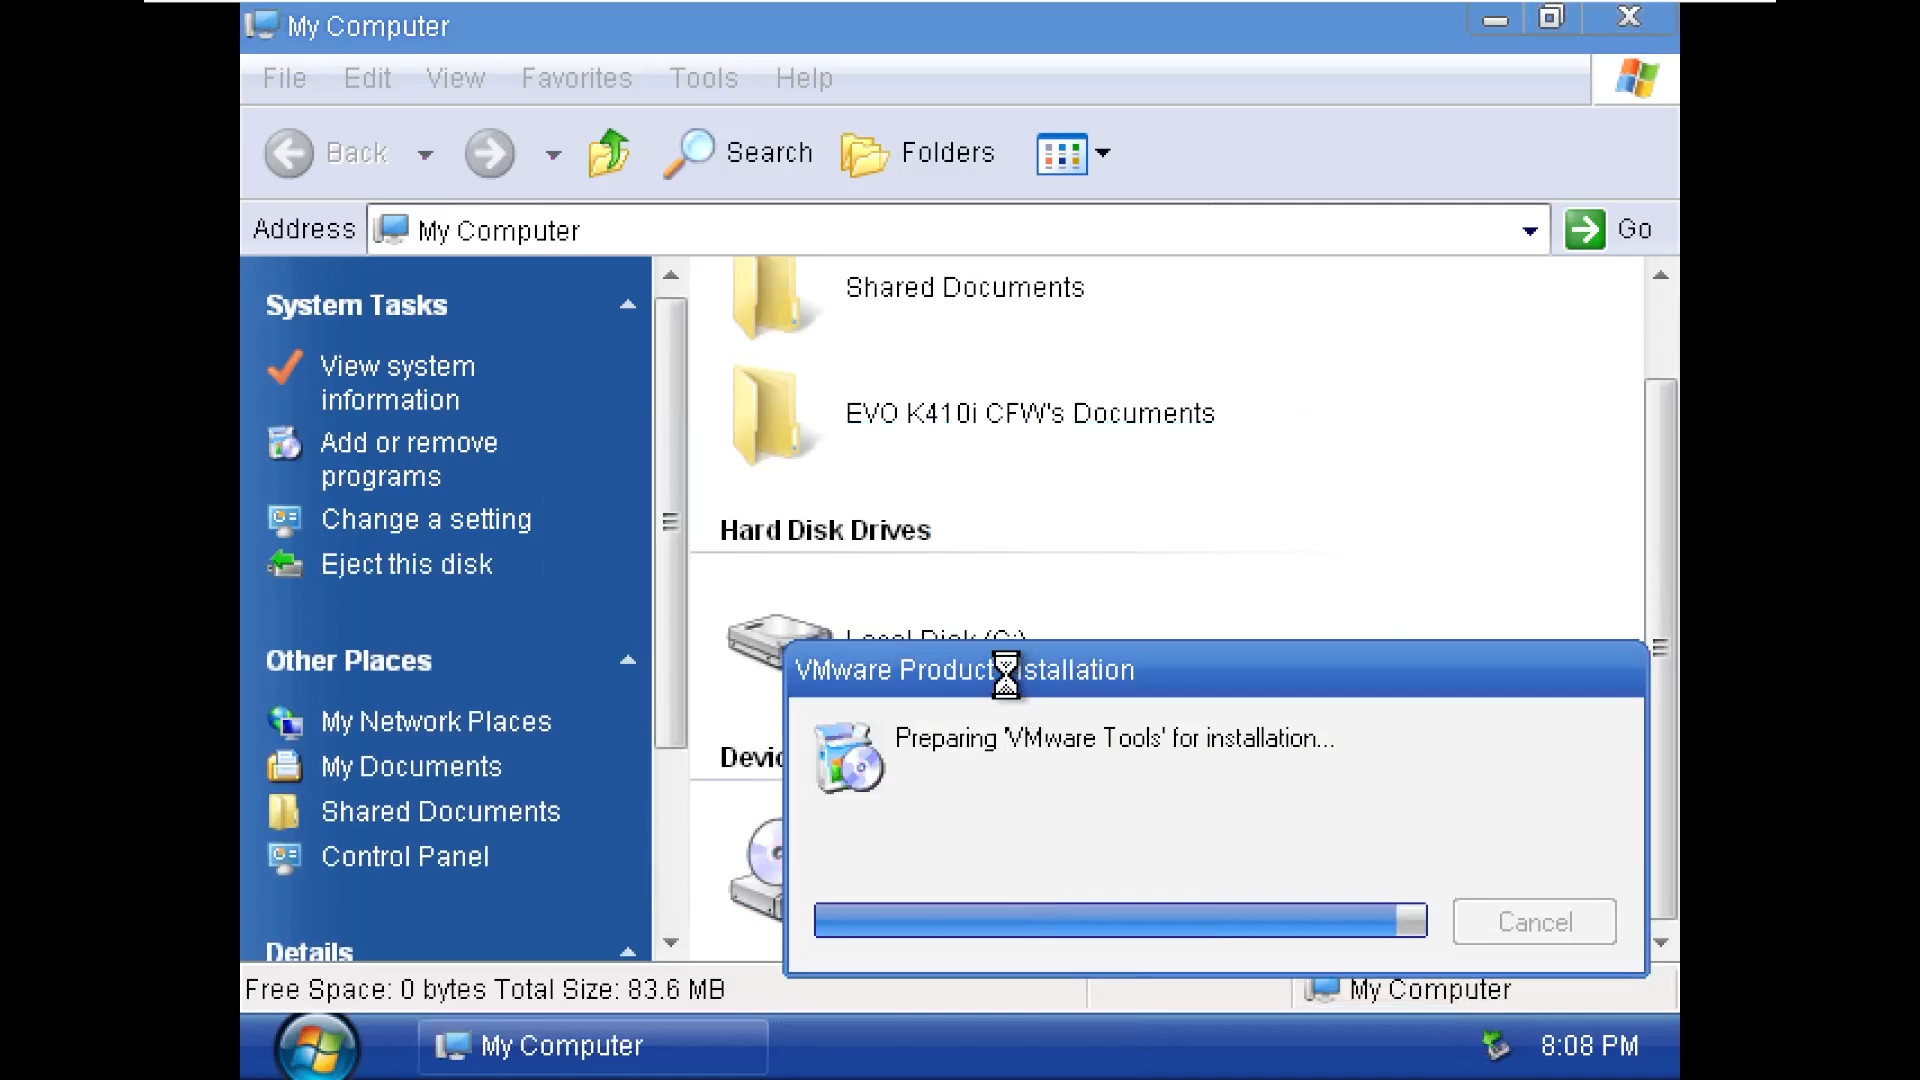 My Computer
File Edit View Favorites Tools Help
Back Search Folders
Address My Computer Go
System Tasks
View system
information
Add or remove
programs
Change a setting
Eject this disk
Other Places
My Network Places
My Documents
Shared Documents
Control Panel
Details
Shared Documents
EVO K410i CFW's Documents
Hard Disk Drives
Local Disk (C:)
VMware Product
Preparing 'VMware Tools' for installation...
Cancel
Free Space: 0 bytes Total Size: 83.6 MB
My Computer
My Computer
8:08 PM